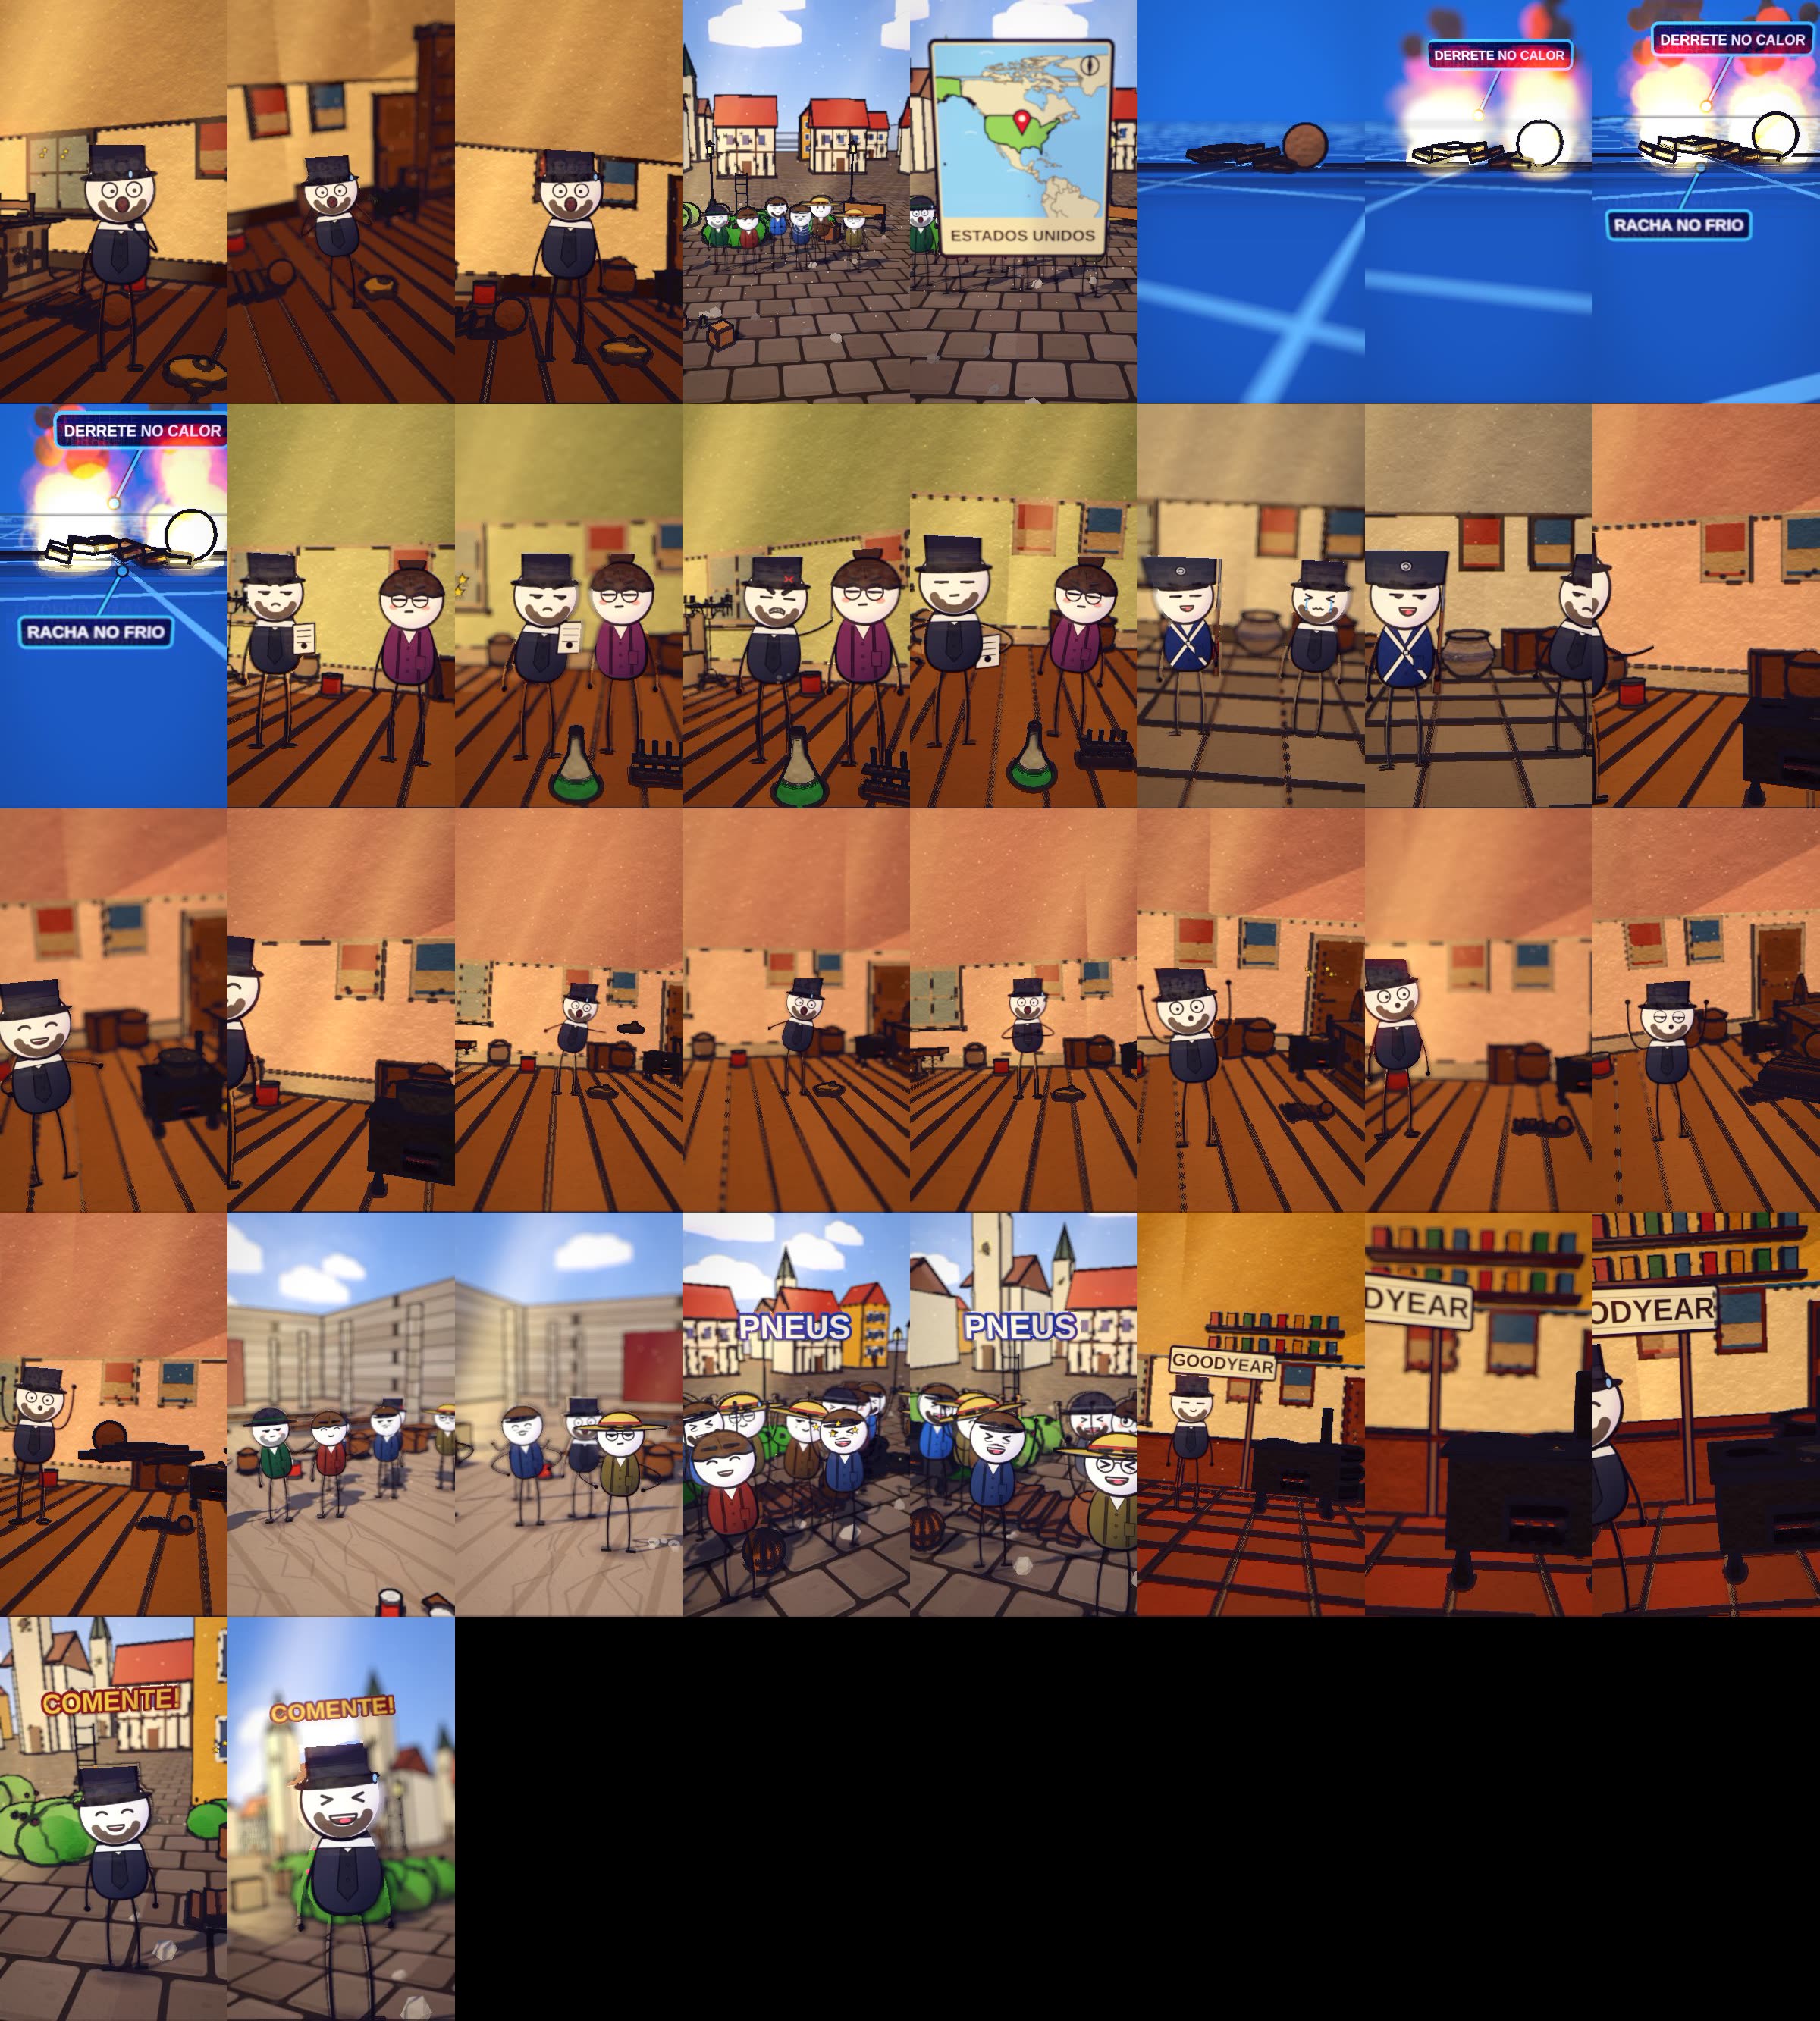 ESTADOS UNIDOS
DERRETE NO CALOR
DERRETE NO CALOR
RACHA NO FRIO
DERRETE NO CALOR
RACHA NO FRIO
PNEUS
PNEUS
GOODYEAR
DYEAR
ODYEAR
COMENTE!
COMENTE!